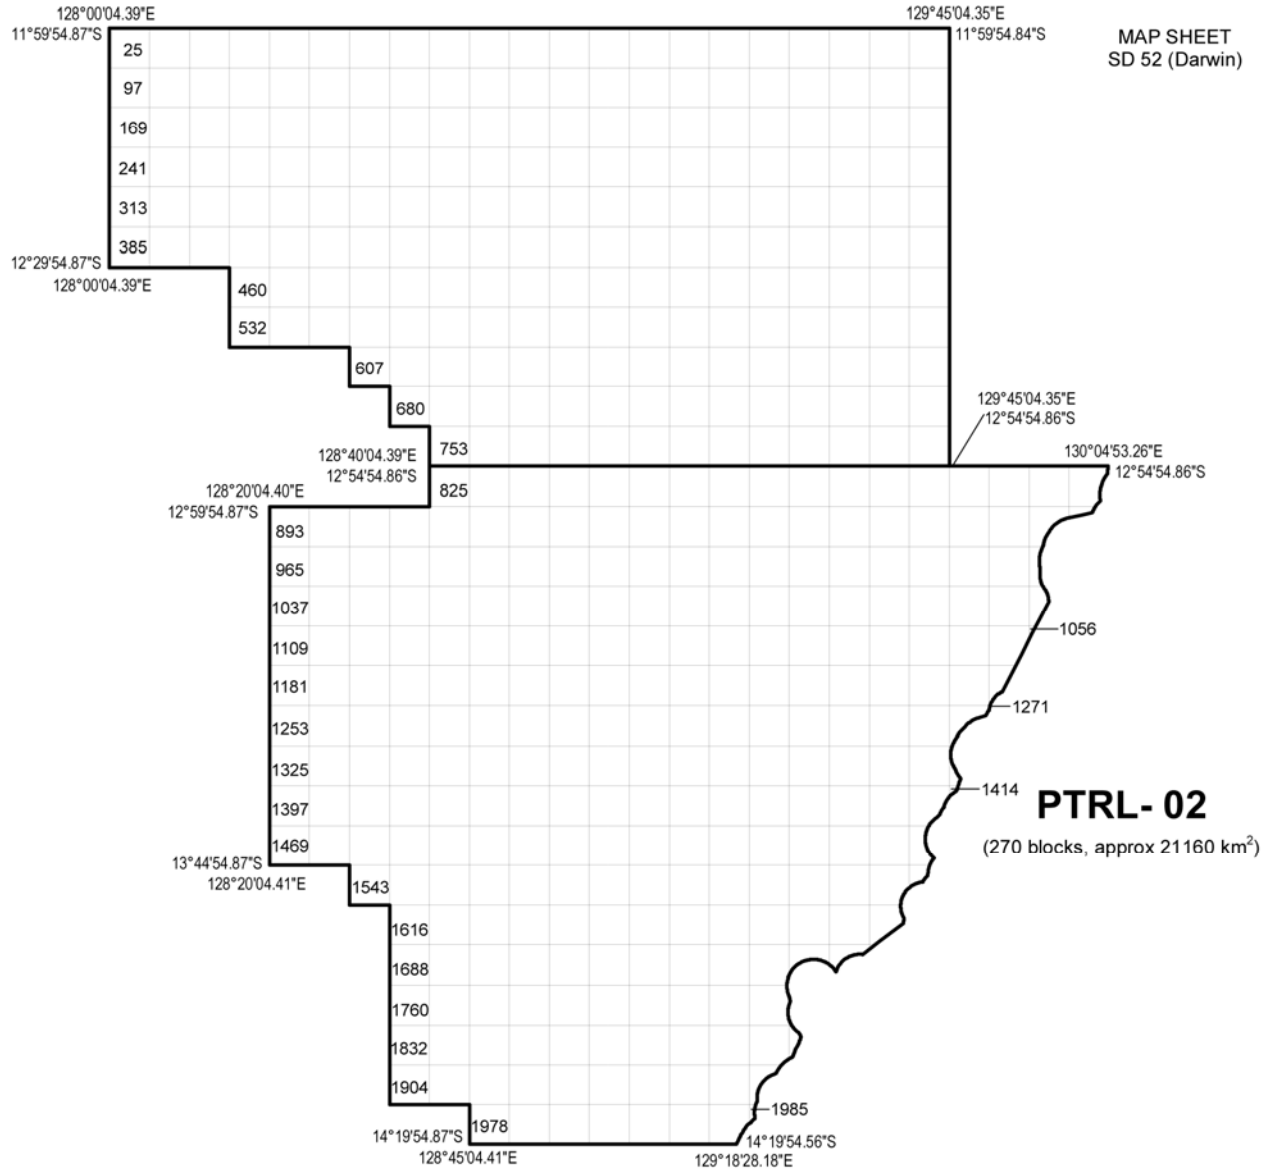 128°00'04.39"E
129°45'04.35"E
11°59'54.87"S
11°59'54.84"S
MAP SHEET
SD 52 (Darwin)
25
97
169
241
313
385
12°29'54.87"S
128°00'04.39"E
460
532
607
680
129°45'04.35"E
12°54'54.86"S
753
128°40'04.39"E
12°54'54.86"S
130°04'53.26"E
12°54'54.86"S
825
128°20'04.40"E
12°59'54.87"S
893
965
1037
1056
1109
1181
1271
1253
1325
1414
1397
PTRL- 02
(270 blocks, approx 21160 km²)
1469
13°44'54.87"S
128°20'04.41"E
1543
1616
1688
1760
1832
1904
1985
1978
14°19'54.87"S
128°45'04.41"E
14°19'54.56"S
129°18'28.18"E